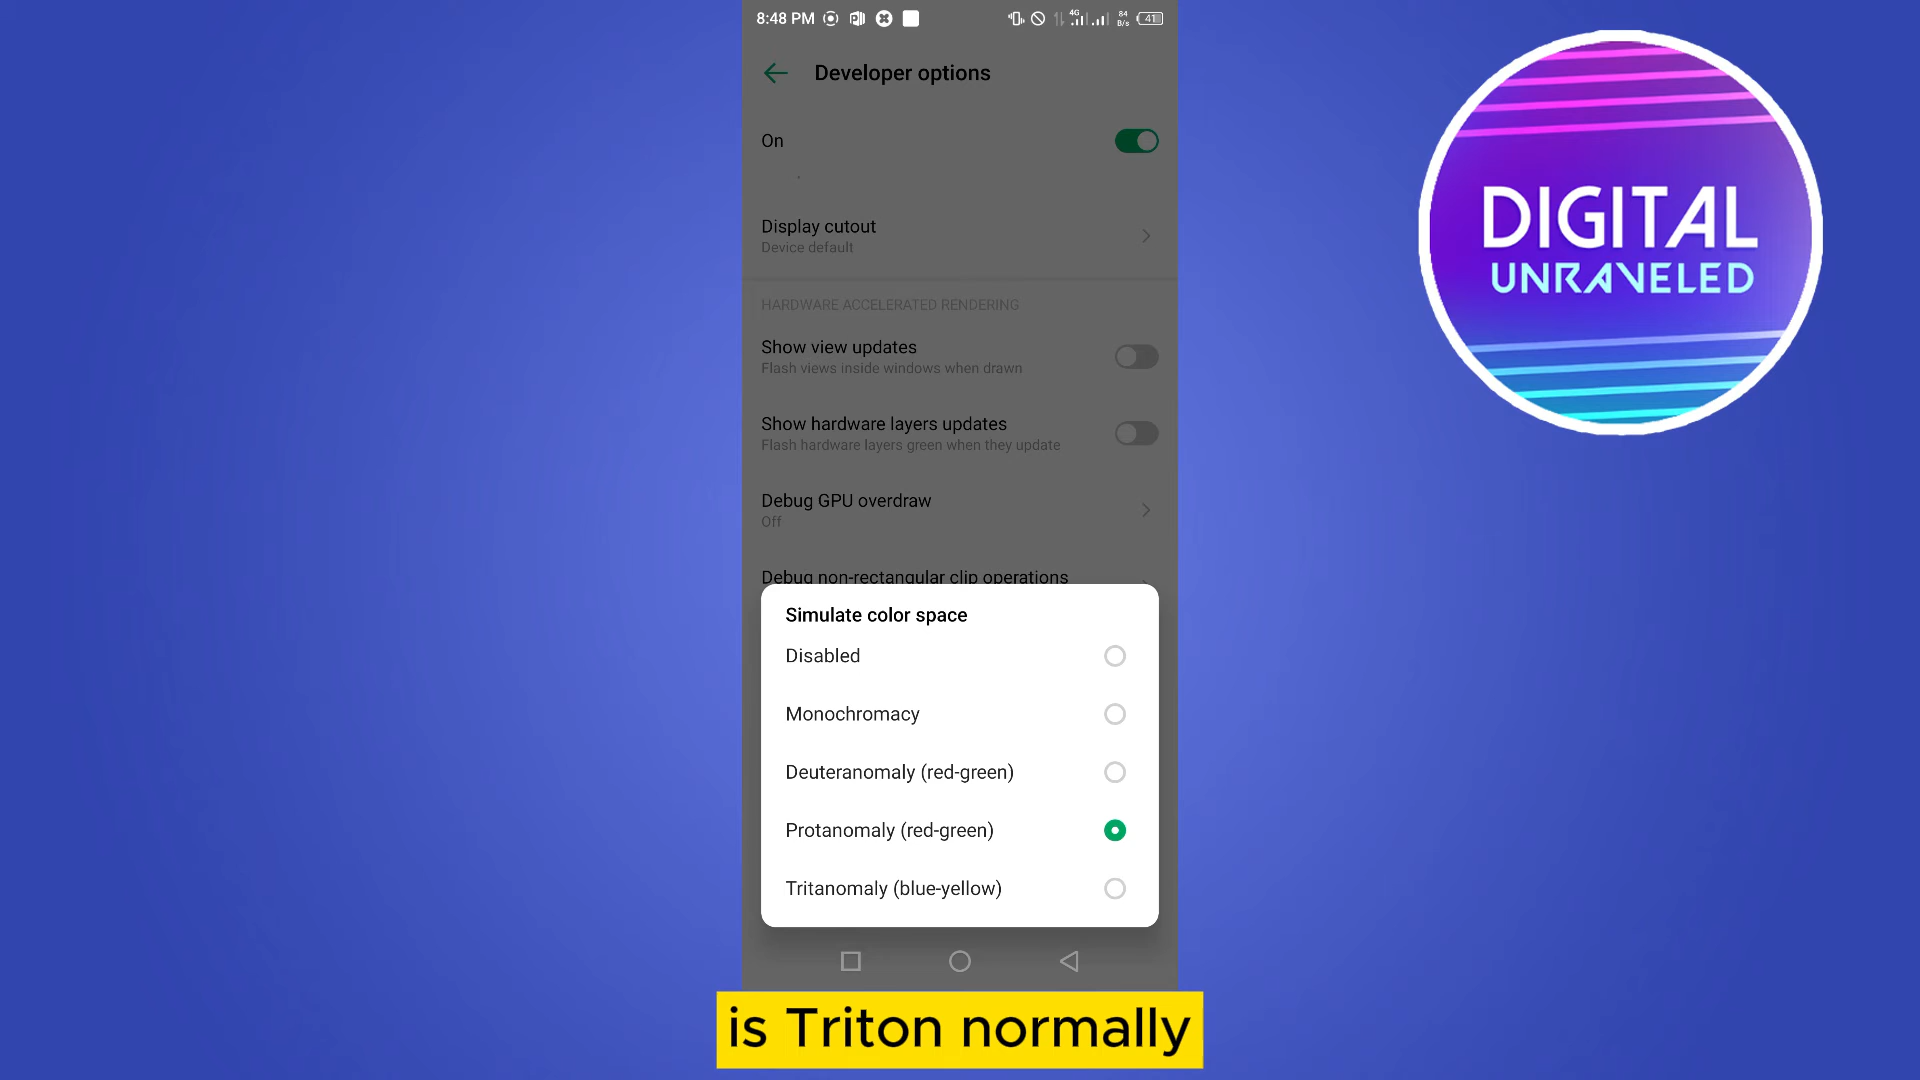 8:48 PM
4G
84
B/s
41
Developer options
On
Display cutout
Device default
HARDWARE ACCELERATED RENDERING
Show view updates
Flash views inside windows when drawn
Show hardware layers updates
Flash hardware layers green when they update
Debug GPU overdraw
Off
Debug non-rectangular clip operations
Simulate color space
Disabled
Monochromacy
Deuteranomaly (red-green)
Protanomaly (red-green)
Tritanomaly (blue-yellow)
is Triton normally
DIGITAL
UNRAVELED